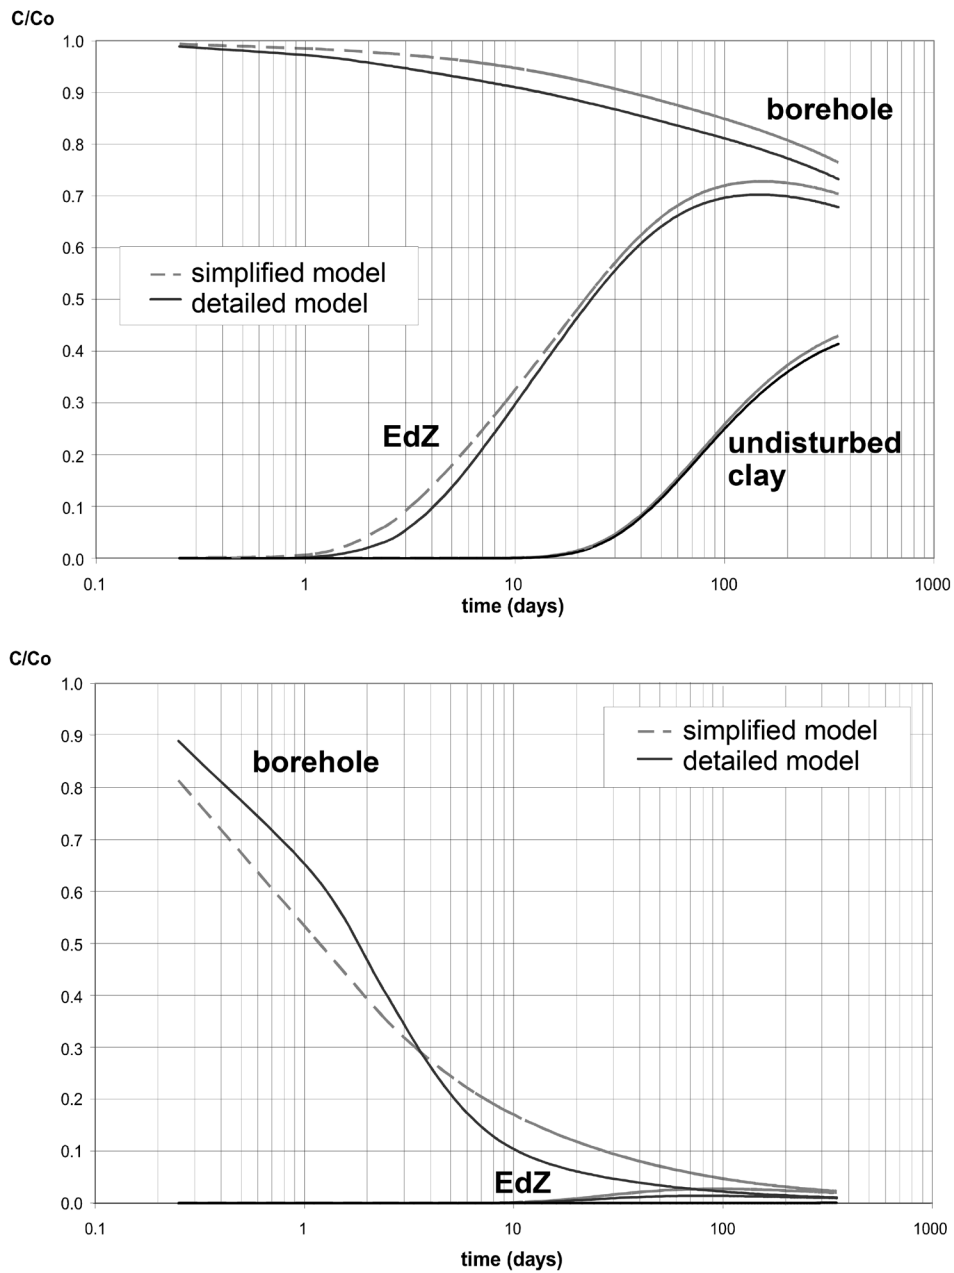 C/Co
1.0
0.9
borehole
0.8
0.7
0.6
simplified model
detailed model
0.5
0.4
0.3
EdZ
undisturbed
clay
0.2
0.1
0.0
0.1 1 10 100 1000
time (days)
C/Co
1.0
simplified model
detailed model
0.9
borehole
0.8
0.7
0.6
0.5
0.4
0.3
0.2
0.1
EdZ
0.0
0.1 1 10 100 1000
time (days)